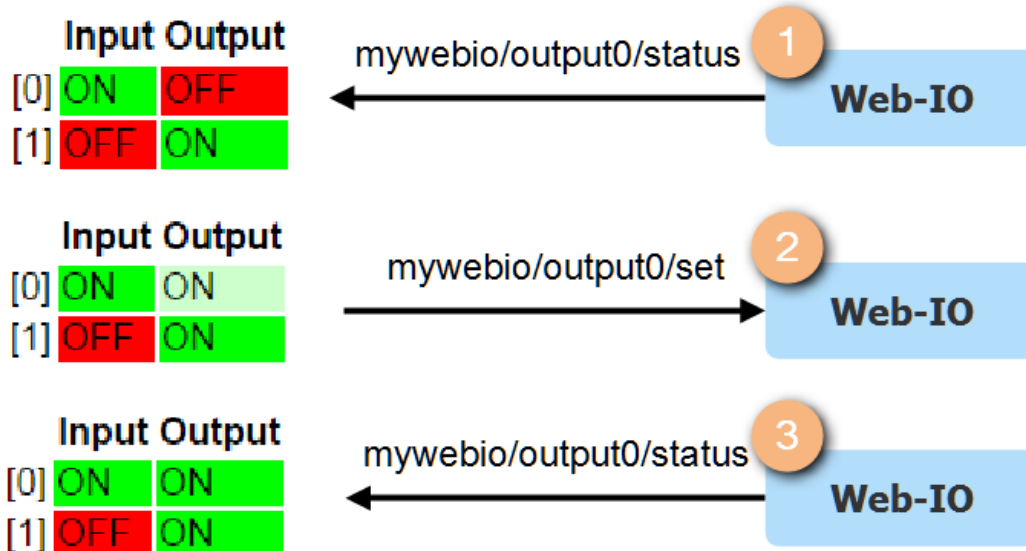 Input Output
[0] ON OFF
[1] OFF ON
mywebio/output0/status
1
Web-IO
Input Output
[0] ON ON
[1] OFF ON
mywebio/output0/set
2
Web-IO
Input Output
[0] ON ON
[1] OFF ON
mywebio/output0/status
3
Web-IO